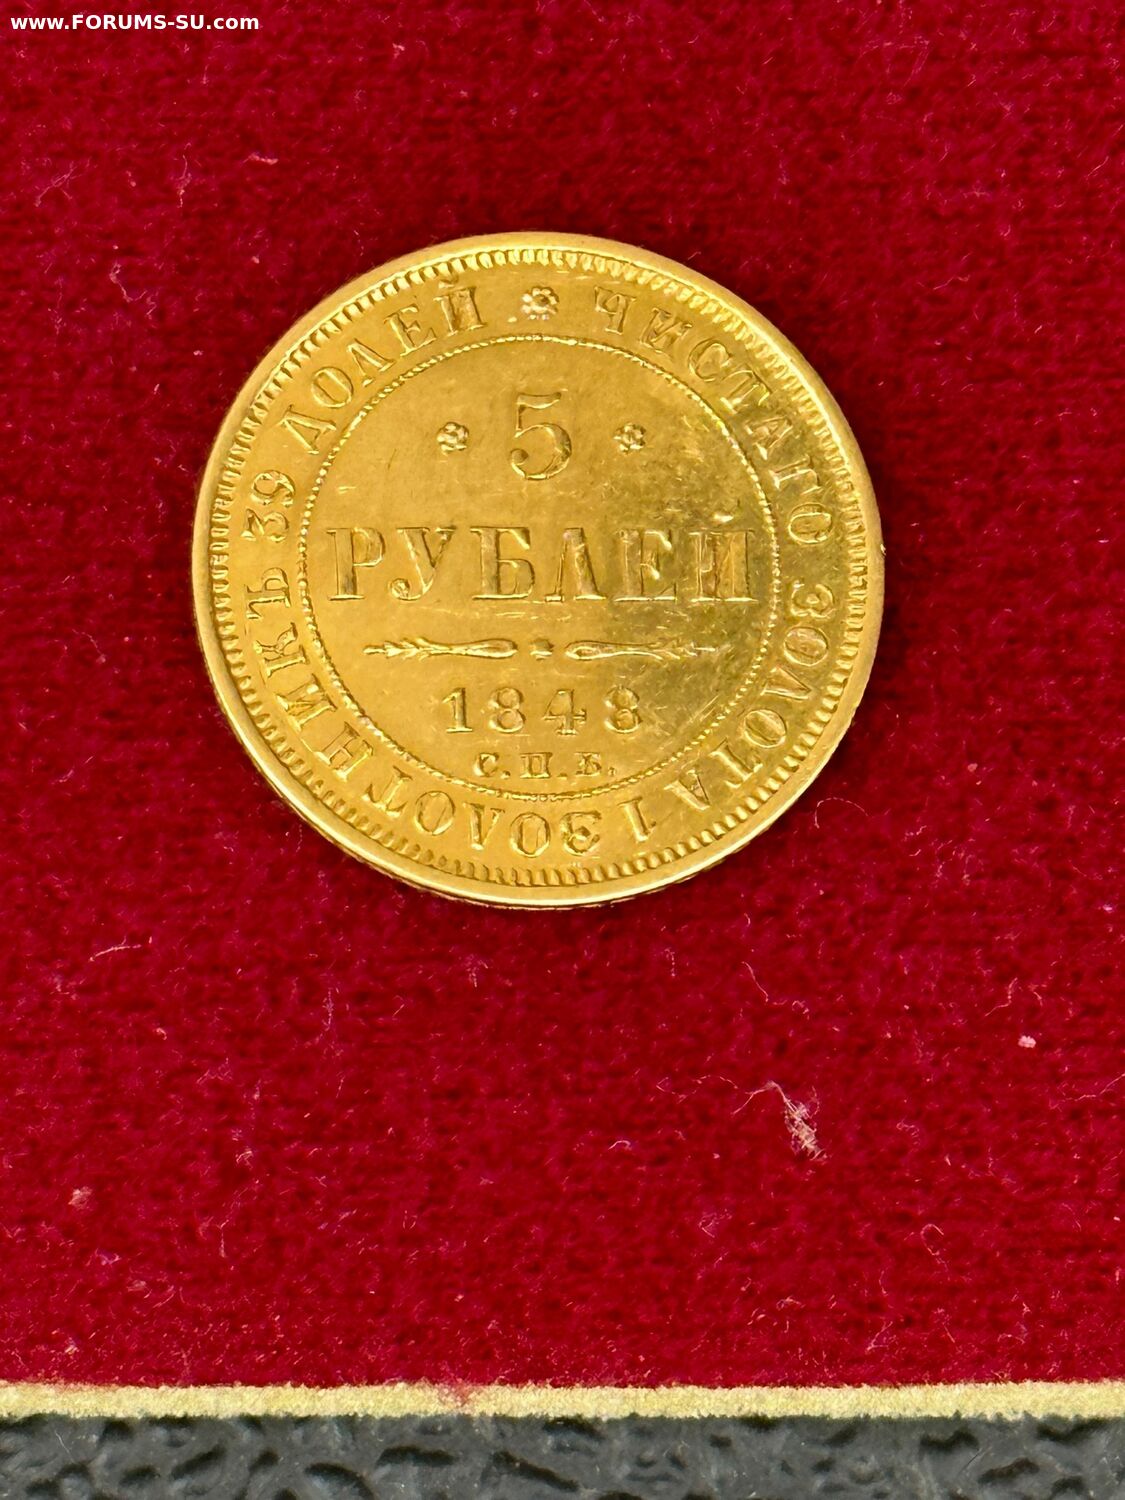 www.FORUMS-SU.com
* ЧИСТАГО ЗОЛОТА 1 ЗОЛОТНИКЪ 39 ДОЛЕЙ
* 5 *
РУБЛЕЙ
1848
С.П.Б.